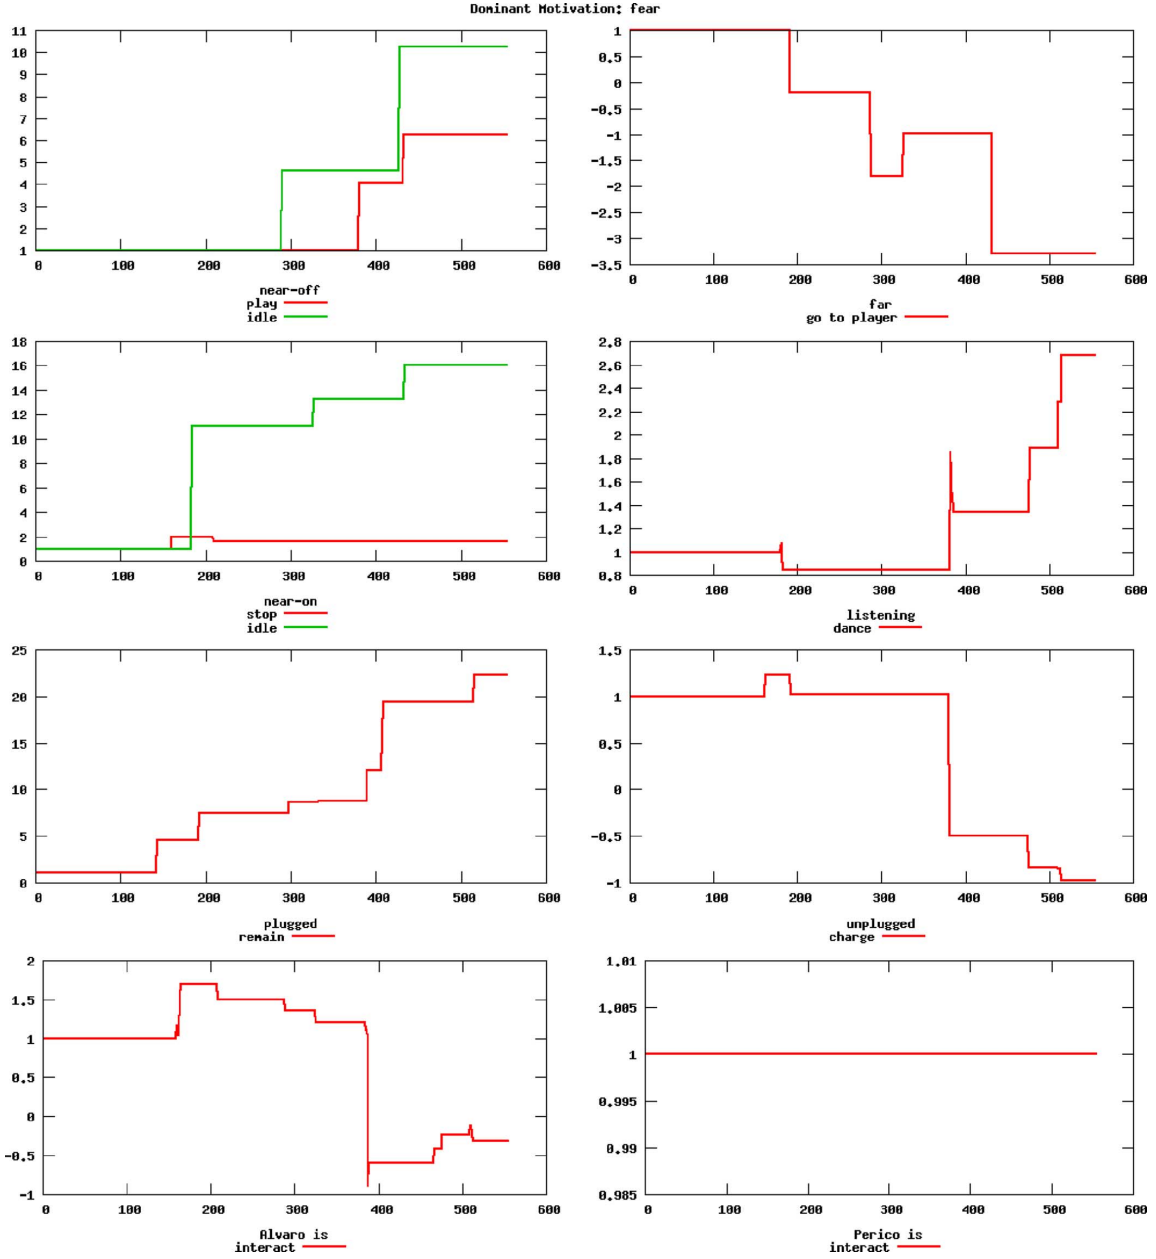 Dominant Motivation: fear
11
10
9
8
7
6
5
4
3
2
1
0 100 200 300 400 500 600
near-off
play
idle
1
0.5
0
-0.5
-1
-1.5
-2
-2.5
-3
-3.5
0 100 200 300 400 500 600
far
go to player
18
16
14
12
10
8
6
4
2
0
0 100 200 300 400 500 600
near-on
stop
idle
2.8
2.6
2.4
2.2
2
1.8
1.6
1.4
1.2
1
0.8
0 100 200 300 400 500 600
listening
dance
25
20
15
10
5
0
0 100 200 300 400 500 600
plugged
remain
1.5
1
0.5
0
-0.5
-1
0 100 200 300 400 500 600
unplugged
charge
2
1.5
1
0.5
0
-0.5
-1
0 100 200 300 400 500 600
Alvaro is
interact
1.01
1.005
1
0.995
0.99
0.985
0 100 200 300 400 500 600
Perico is
interact